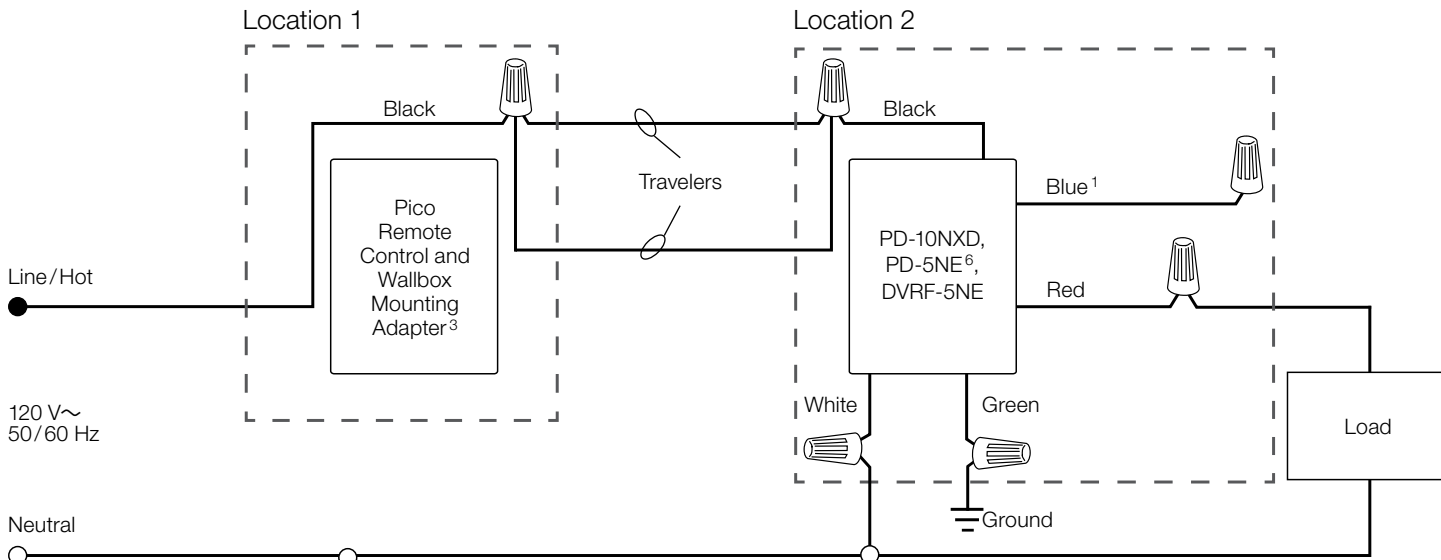 Location 1
Location 2
Black
Black
Travelers
Blue 1
Pico
Remote
Control and
Wallbox
Mounting
Adapter 3
PD-10NXD,
PD-5NE 6,
DVRF-5NE
Line/Hot
Red
120 V~
50/60 Hz
White
Green
Load
Neutral
Ground